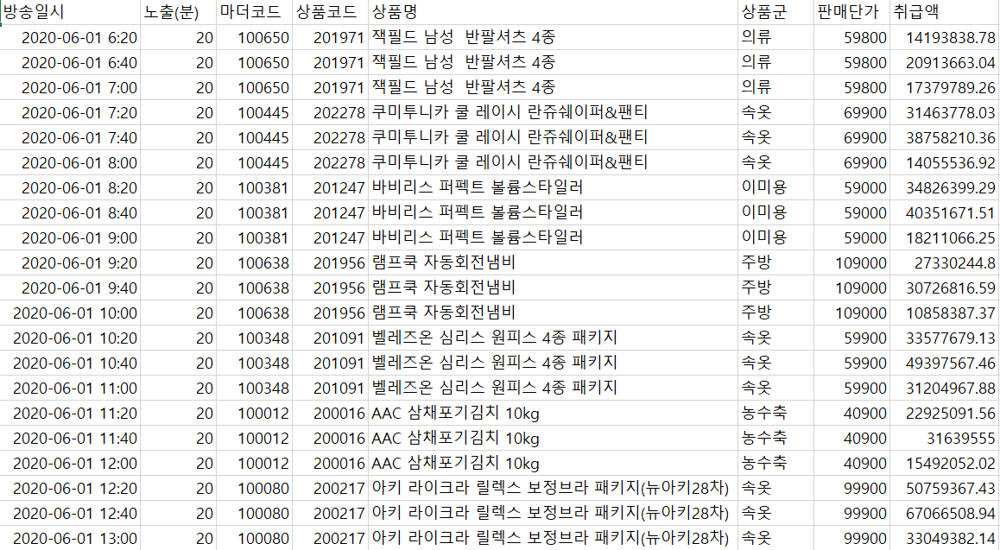 방송일시 노출(분) 마더코드 상품코드 상품명 상품군 판매단가 취급액
2020-06-01 6:20 20 100650 201971 잭필드 남성  반팔셔츠 4종 의류 59800 14193838.78
2020-06-01 6:40 20 100650 201971 잭필드 남성  반팔셔츠 4종 의류 59800 20913663.04
2020-06-01 7:00 20 100650 201971 잭필드 남성  반팔셔츠 4종 의류 59800 17379789.26
2020-06-01 7:20 20 100445 202278 쿠미투니카 쿨 레이시 란쥬쉐이퍼&팬티 속옷 69900 31463778.03
2020-06-01 7:40 20 100445 202278 쿠미투니카 쿨 레이시 란쥬쉐이퍼&팬티 속옷 69900 38758210.36
2020-06-01 8:00 20 100445 202278 쿠미투니카 쿨 레이시 란쥬쉐이퍼&팬티 속옷 69900 14055536.92
2020-06-01 8:20 20 100381 201247 바비리스 퍼펙트 볼륨스타일러 이미용 59000 34826399.29
2020-06-01 8:40 20 100381 201247 바비리스 퍼펙트 볼륨스타일러 이미용 59000 40351671.51
2020-06-01 9:00 20 100381 201247 바비리스 퍼펙트 볼륨스타일러 이미용 59000 18211066.25
2020-06-01 9:20 20 100638 201956 램프쿡 자동회전냄비 주방 109000 27330244.8
2020-06-01 9:40 20 100638 201956 램프쿡 자동회전냄비 주방 109000 30726816.59
2020-06-01 10:00 20 100638 201956 램프쿡 자동회전냄비 주방 109000 10858387.37
2020-06-01 10:20 20 100348 201091 벨레즈온 심리스 원피스 4종 패키지 속옷 59900 33577679.13
2020-06-01 10:40 20 100348 201091 벨레즈온 심리스 원피스 4종 패키지 속옷 59900 49397567.46
2020-06-01 11:00 20 100348 201091 벨레즈온 심리스 원피스 4종 패키지 속옷 59900 31204967.88
2020-06-01 11:20 20 100012 200016 AAC 삼채포기김치 10kg 농수축 40900 22925091.56
2020-06-01 11:40 20 100012 200016 AAC 삼채포기김치 10kg 농수축 40900 31639555
2020-06-01 12:00 20 100012 200016 AAC 삼채포기김치 10kg 농수축 40900 15492052.02
2020-06-01 12:20 20 100080 200217 아키 라이크라 릴렉스 보정브라 패키지(뉴아키28차) 속옷 99900 50759367.43
2020-06-01 12:40 20 100080 200217 아키 라이크라 릴렉스 보정브라 패키지(뉴아키28차) 속옷 99900 67066508.94
2020-06-01 13:00 20 100080 200217 아키 라이크라 릴렉스 보정브라 패키지(뉴아키28차) 속옷 99900 33049382.14